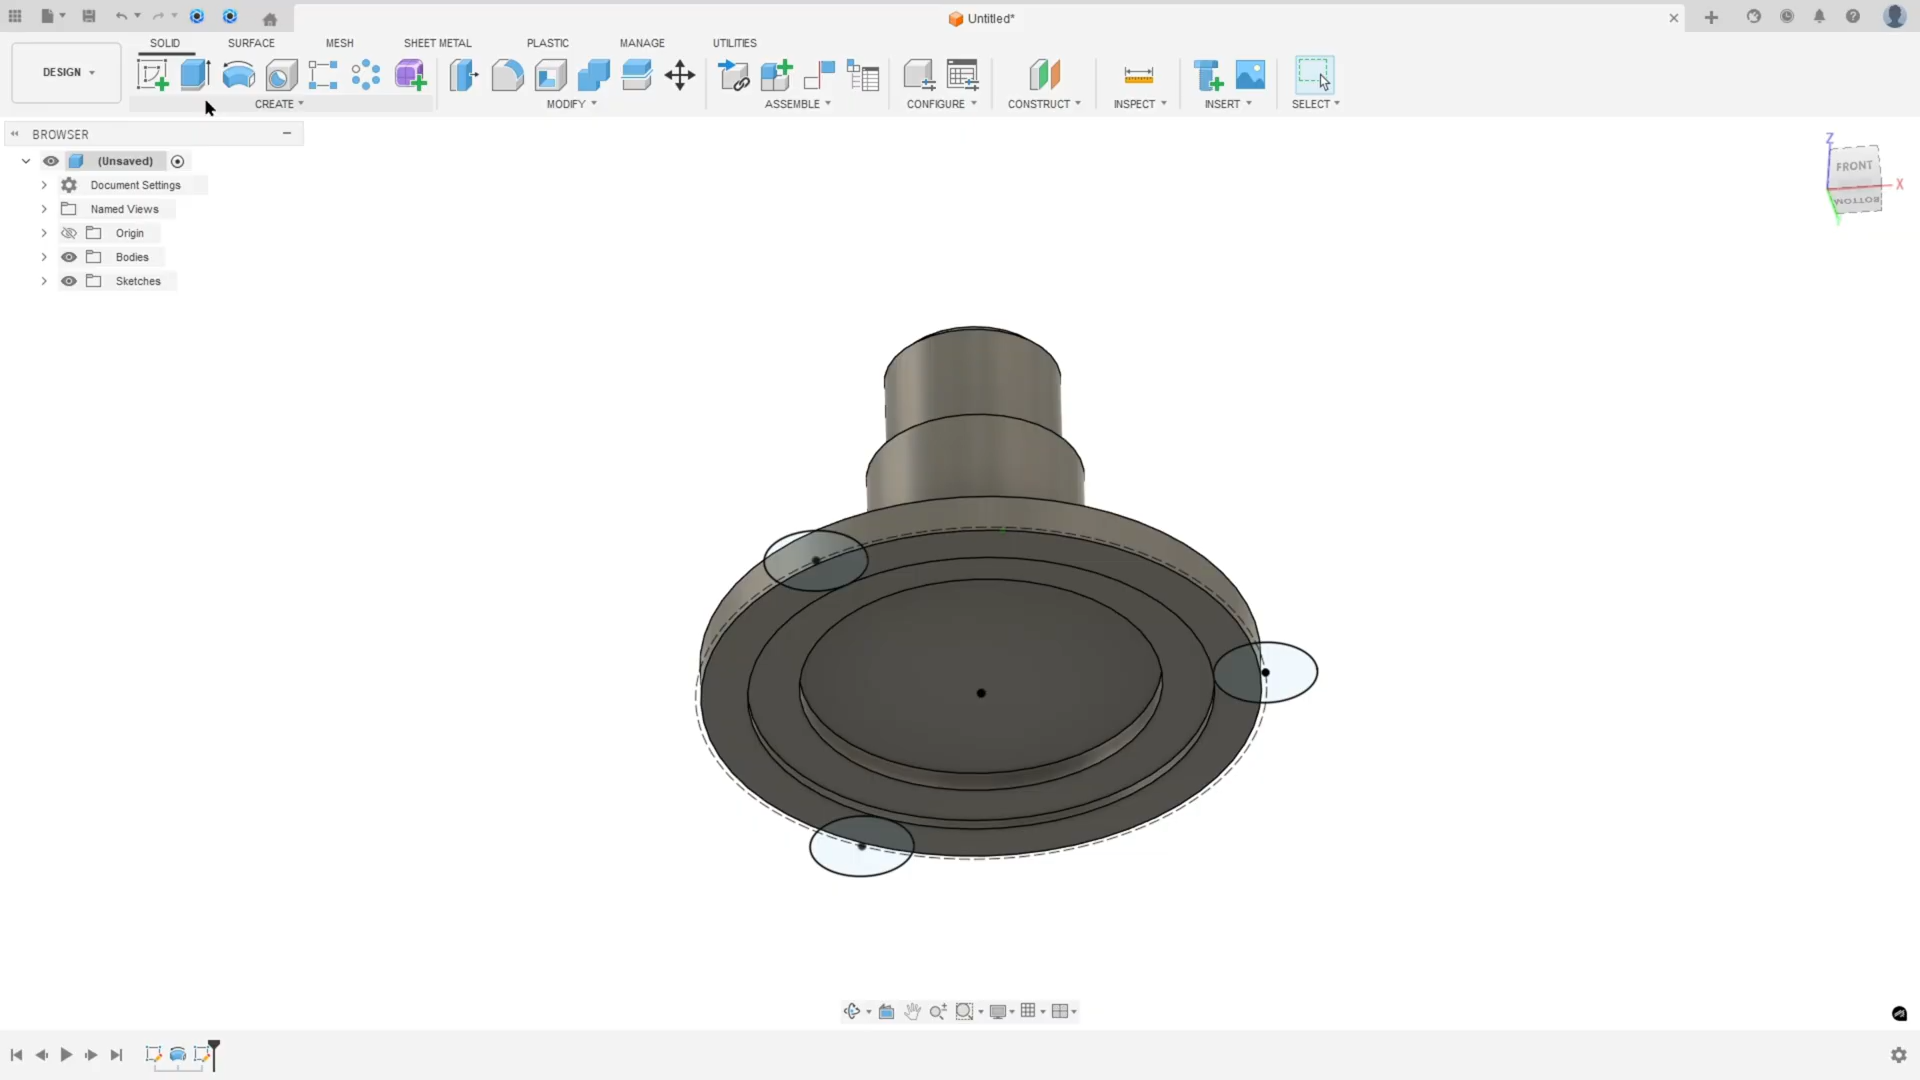 Untitled*
SOLID SURFACE MESH SHEET METAL PLASTIC MANAGE UTILITIES
DESIGN
CREATE MODIFY ASSEMBLE CONFIGURE CONSTRUCT INSPECT INSERT SELECT
BROWSER
(Unsaved)
Document Settings
Named Views
Origin
Bodies
Sketches
Z
FRONT
X
BOTTOM